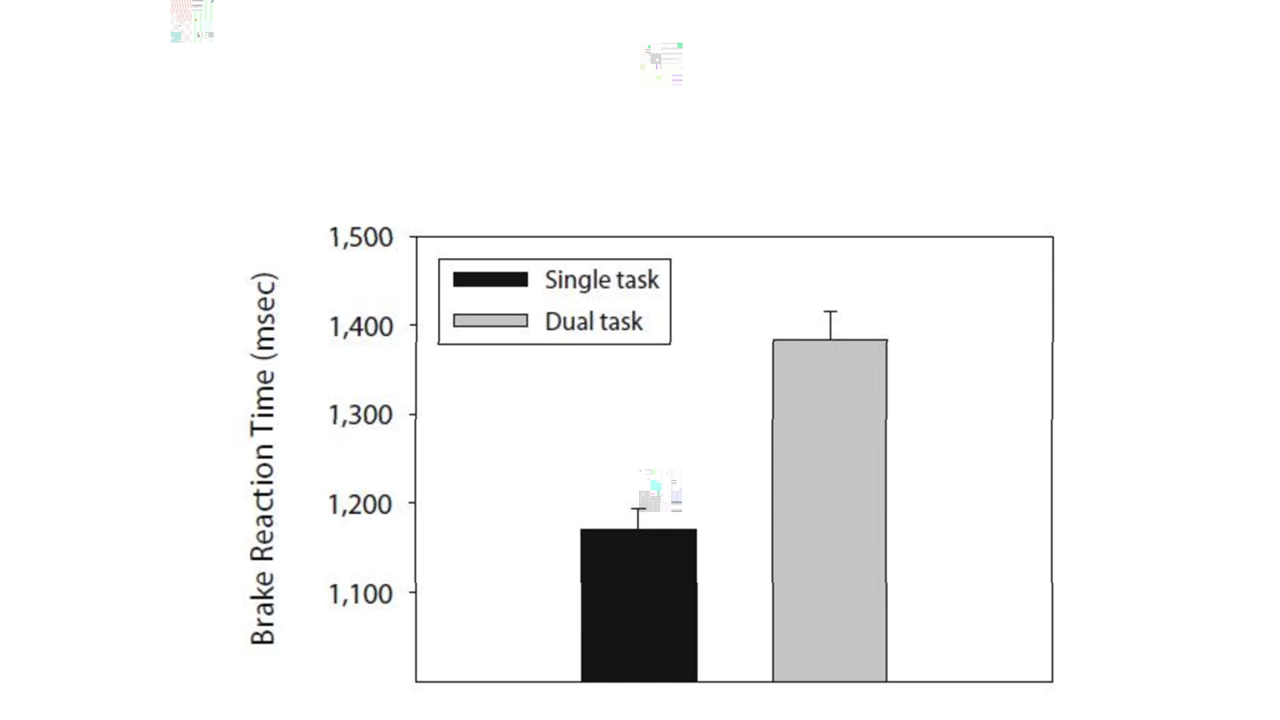 1,500
Single task
1,400
Dual task
1,300
1,200
1,100
Brake Reaction Time (msec)